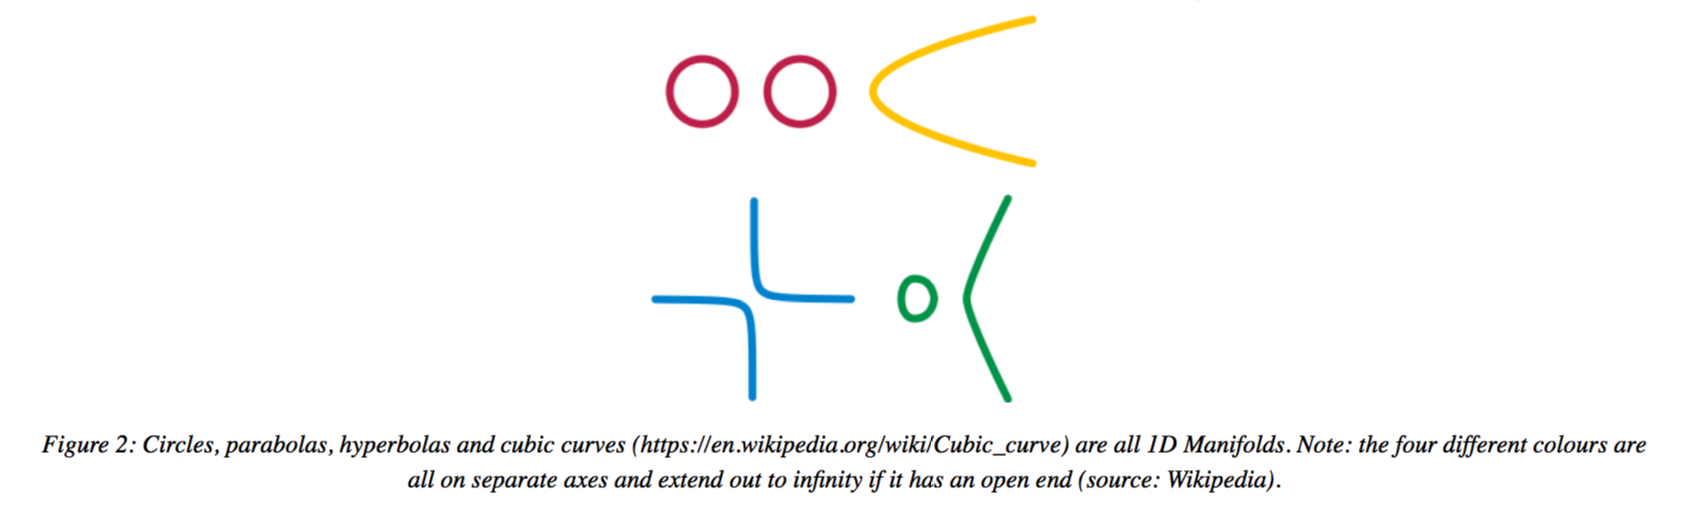 Figure 2: Circles, parabolas, hyperbolas and cubic curves (https://en.wikipedia.org/wiki/Cubic_curve) are all 1D Manifolds. Note: the four different colours are
all on separate axes and extend out to infinity if it has an open end (source: Wikipedia).